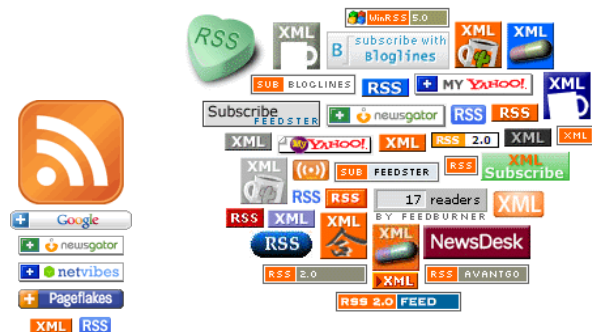 WinRSS 5.0
RSS
XML
subscribe with
Bloglines
XML
XML
SUB BLOGLINES
RSS
MY YAHOO!
XML
Subscribe
FEEDSTER
newsgator
RSS
RSS
XML
My YAHOO!
XML
RSS 2.0
XML
XML
XML
SUB FEEDSTER
RSS
XML
Subscribe
RSS
RSS
17 readers
BY FEEDBURNER
XML
RSS
XML
XML
合
RSS
XML
NewsDesk
RSS 2.0
XML
RSS AVANTGO
RSS 2.0 FEED
Google
newsgator
netvibes
Pageflakes
XML
RSS